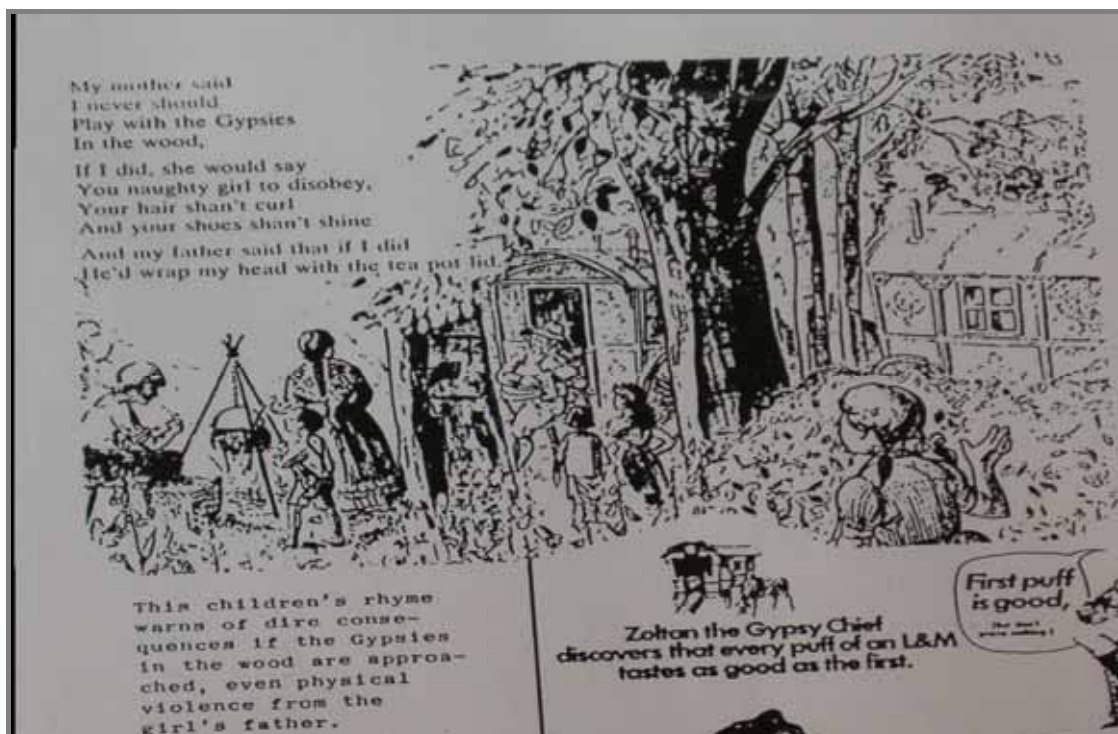 My mother said
I never should
Play with the Gypsies
In the wood,
If I did, she would say
You naughty girl to disobey,
Your hair shan't curl
And your shoes shan't shine
And my father said that if I did
He'd wrap my head with the tea pot lid.
This children's rhyme
warns of dire conse-
quences if the Gypsies
in the wood are approa-
ched, even physical
violence from the
girl's father.
Zoltan the Gypsy Chief
discovers that every puff of an L&M
tastes as good as the first.
First puff
is good,